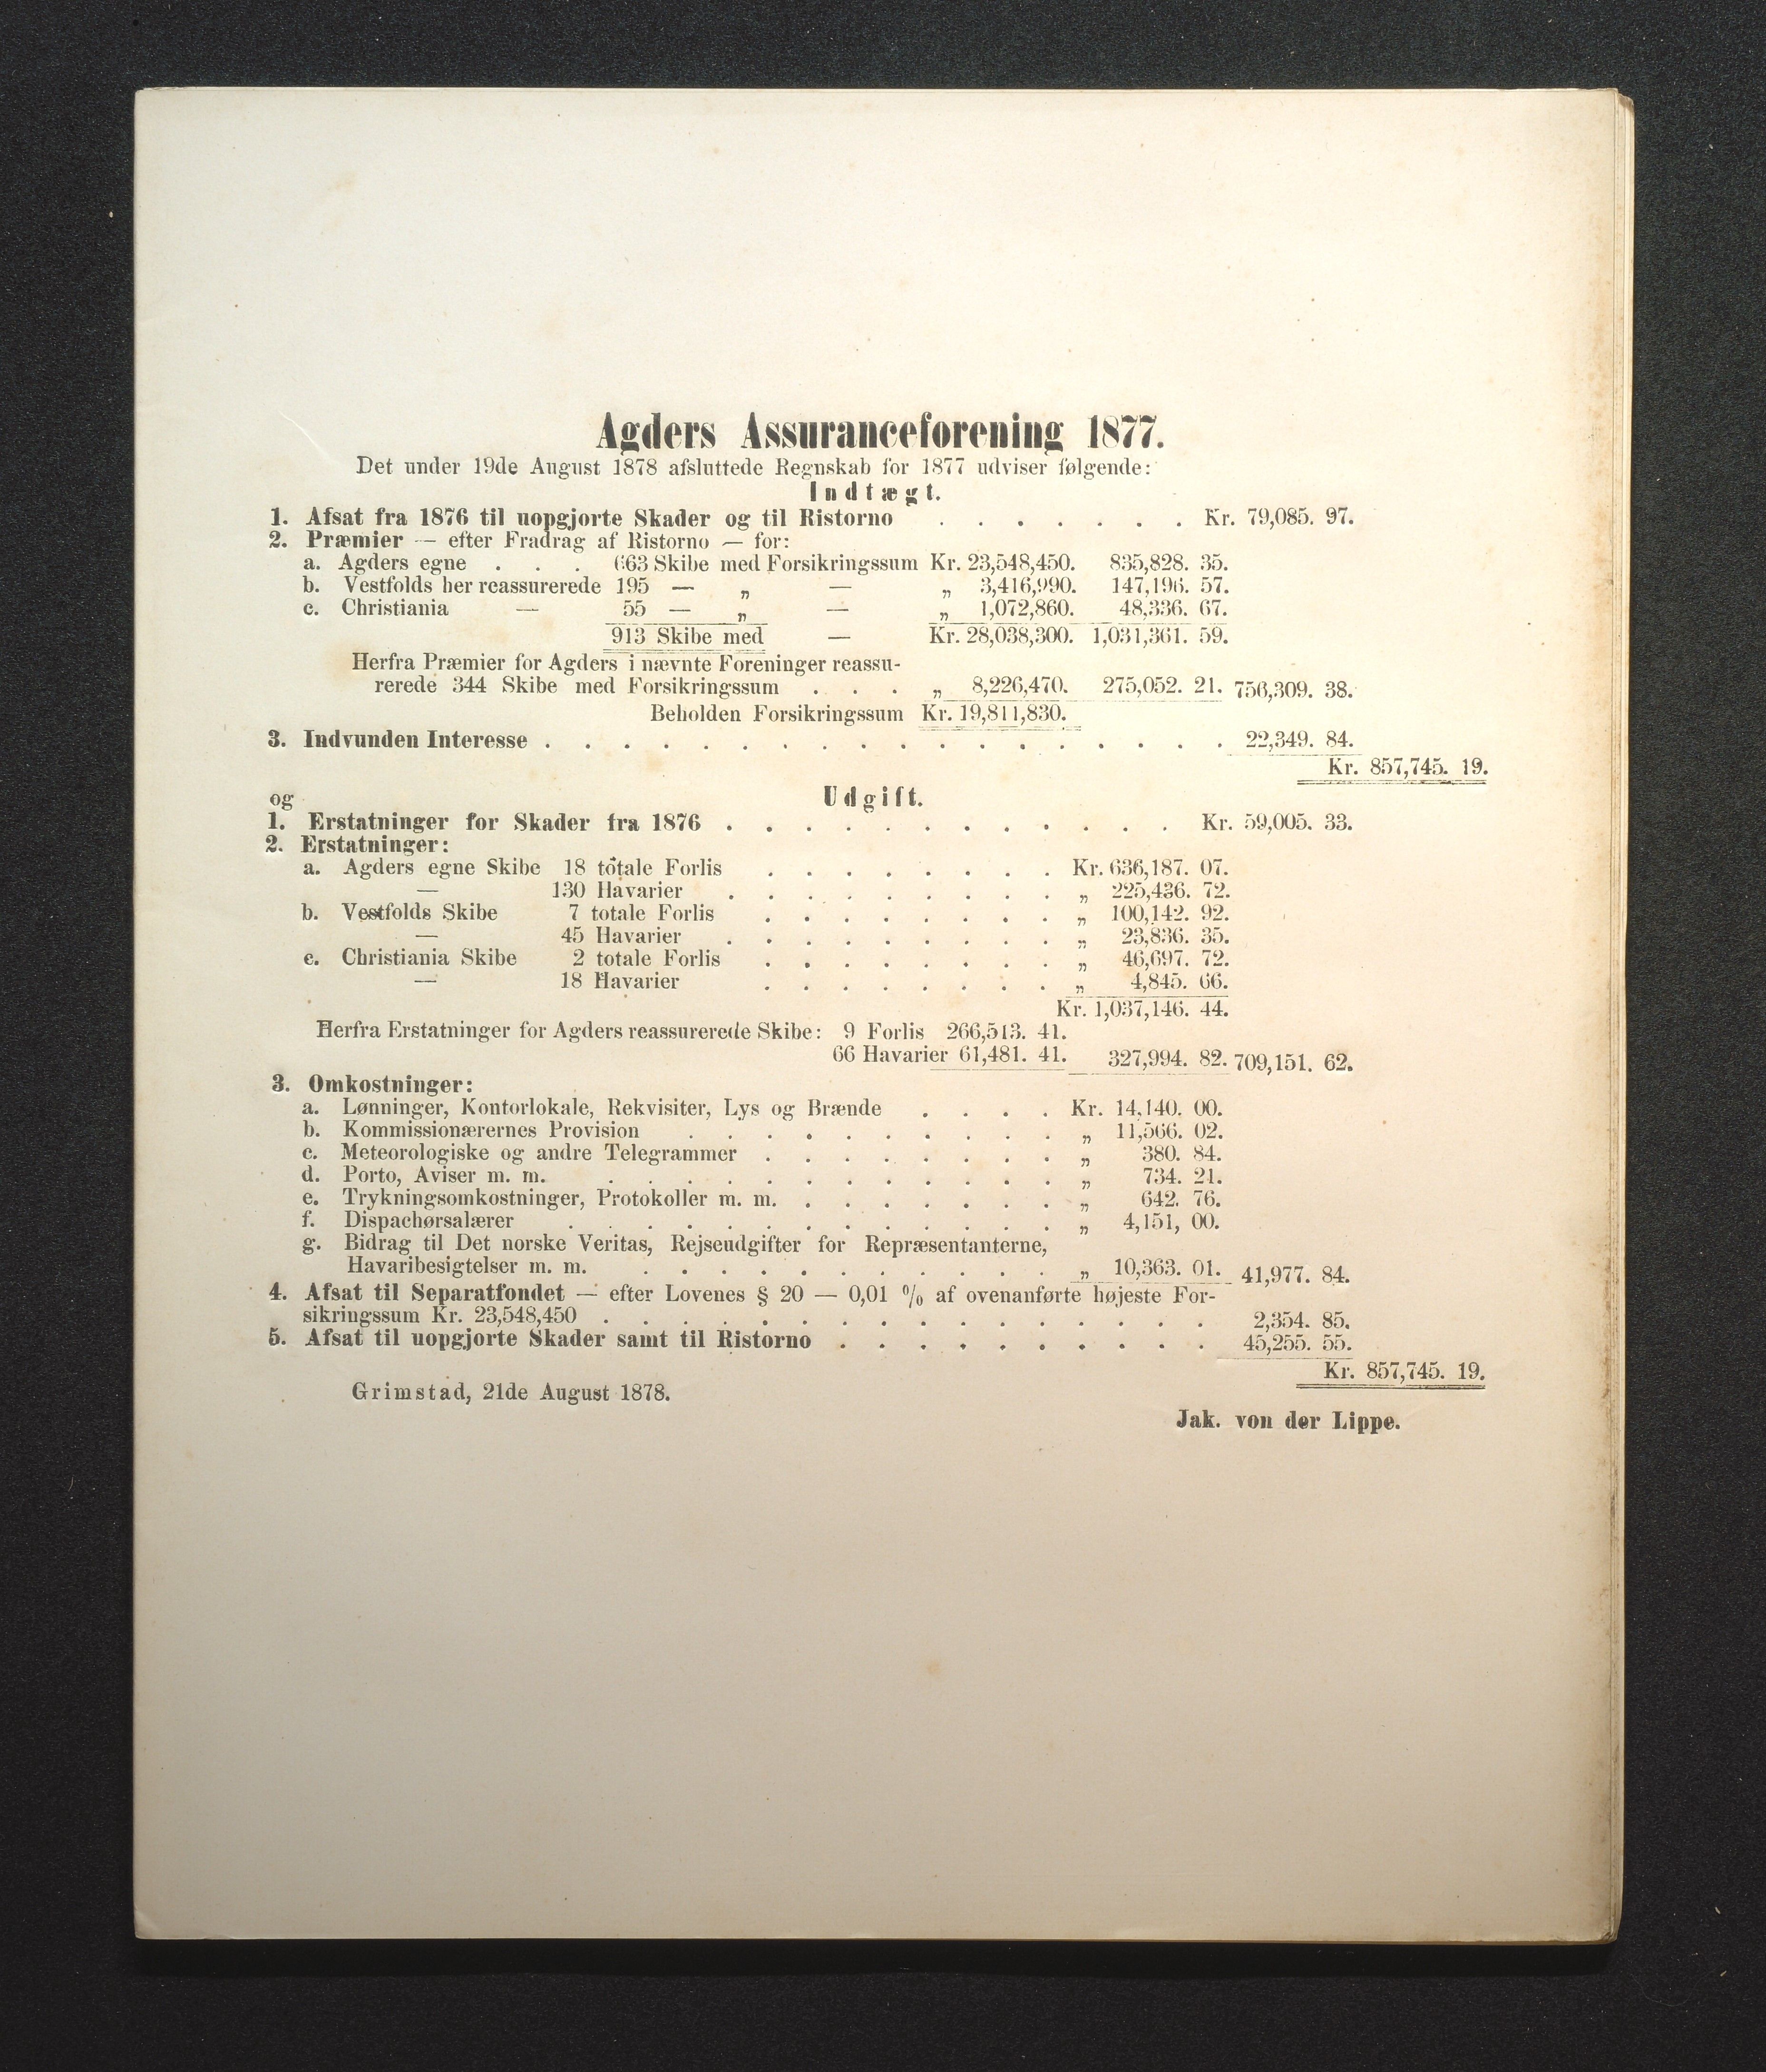 Agders Assuranceforening 1877.
Det under 19de August 1878 afsluttede Regnskab for 1877 udviser følgende:
Indtægt.
1. Afsat fra 1876 til uopgjorte Skader og til Ristorno . . . . . . . Kr. 79,085. 97.
2. Præmier — efter Fradrag af Ristorno — for:
a. Agders egne . . . 663 Skibe med Forsikringssum Kr. 23,548,450. 835,828. 35.
b. Vestfolds her reassurerede 195 — „ — „ 3,416,990. 147,196. 57.
c. Christiania — 55 — „ — „ 1,072,860. 48,336. 67.
913 Skibe med — Kr. 28,038,300. 1,031,361. 59.
Herfra Præmier for Agders i nævnte Foreninger reassu-
rerede 344 Skibe med Forsikringssum . . . „ 8,226,470. 275,052. 21. 756,309. 38.
Beholden Forsikringssum Kr. 19,811,830.
3. Indvunden Interesse . . . . . . . . . . . . . . . . . . 22,349. 84.
Kr. 857,745. 19.
og Udgift.
1. Erstatninger for Skader fra 1876 . . . . . . . . . . . . Kr. 59,005. 33.
2. Erstatninger:
a. Agders egne Skibe 18 totale Forlis . . . . . . . . Kr. 636,187. 07.
— 130 Havarier . . . . . . . . . „ 225,436. 72.
b. Vestfolds Skibe 7 totale Forlis . . . . . . . . „ 100,142. 92.
— 45 Havarier . . . . . . . . . „ 23,836. 35.
c. Christiania Skibe 2 totale Forlis . . . . . . . . „ 46,697. 72.
— 18 Havarier . . . . . . . . „ 4,845. 66.
Kr. 1,037,146. 44.
Herfra Erstatninger for Agders reassurerede Skibe: 9 Forlis 266,513. 41.
66 Havarier 61,481. 41. 327,994. 82. 709,151. 62.
3. Omkostninger:
a. Lønninger, Kontorlokale, Rekvisiter, Lys og Brænde . . . . Kr. 14,140. 00.
b. Kommissionærernes Provision . . . . . . . . . . „ 11,566. 02.
c. Meteorologiske og andre Telegrammer . . . . . . . . „ 380. 84.
d. Porto, Aviser m. m. . . . . . . . . . . . . „ 734. 21.
e. Trykningsomkostninger, Protokoller m. m. . . . . . . . „ 642. 76.
f. Dispachørsalærer . . . . . . . . . . . . . „ 4,151, 00.
g. Bidrag til Det norske Veritas, Rejseudgifter for Repræsentanterne,
Havaribesigtelser m. m. . . . . . . . . . . . „ 10,363. 01. 41,977. 84.
4. Afsat til Separatfondet — efter Lovenes § 20 — 0,01 % af ovenanførte højeste For-
sikringssum Kr. 23,548,450 . . . . . . . . . . . . . . . . 2,354. 85.
5. Afsat til uopgjorte Skader samt til Ristorno . . . . . . . . . . 45,255. 55.
Kr. 857,745. 19.
Grimstad, 21de August 1878.
Jak. von der Lippe.